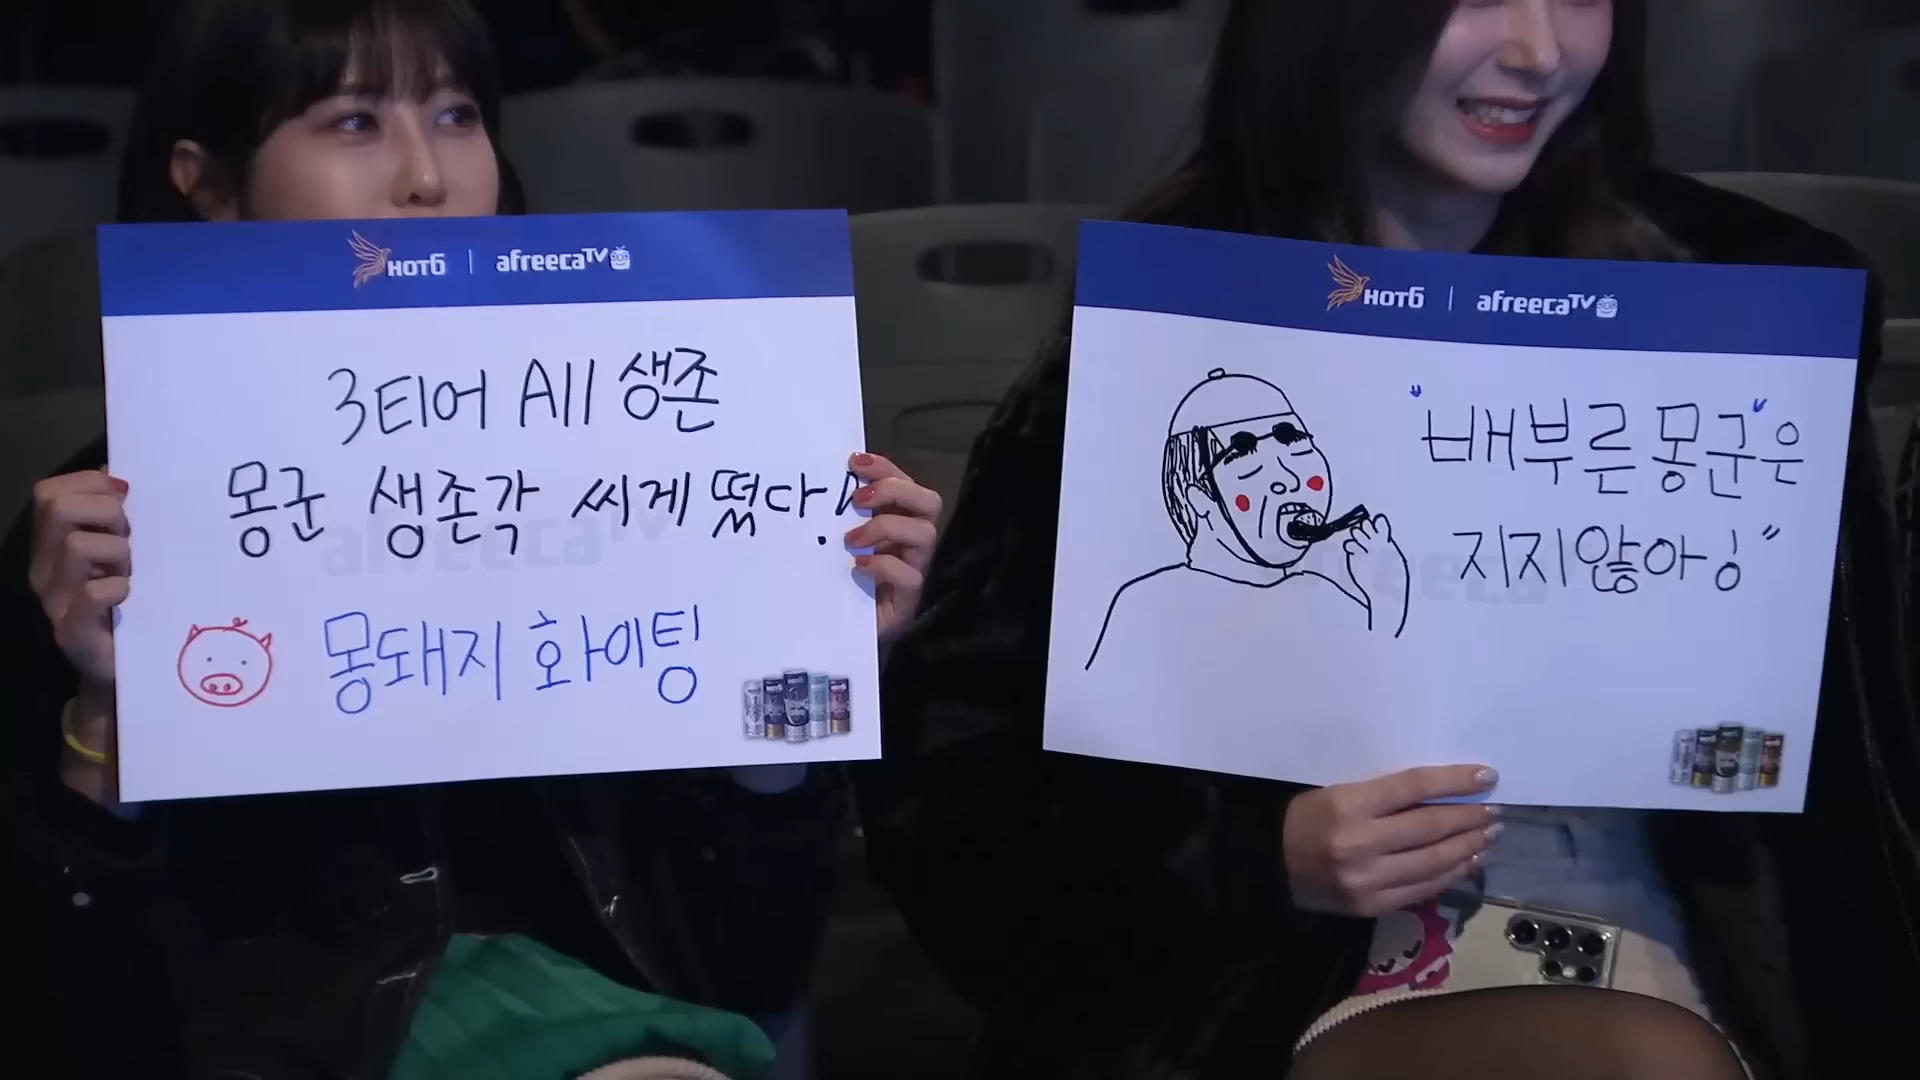 HOT6 | afreecaTV
3티어 All 생존
몽군 생존각 씨게 떴다!
몽돼지 화이팅
HOT6 | afreecaTV
"배부른 몽군"은
지지않아잉"